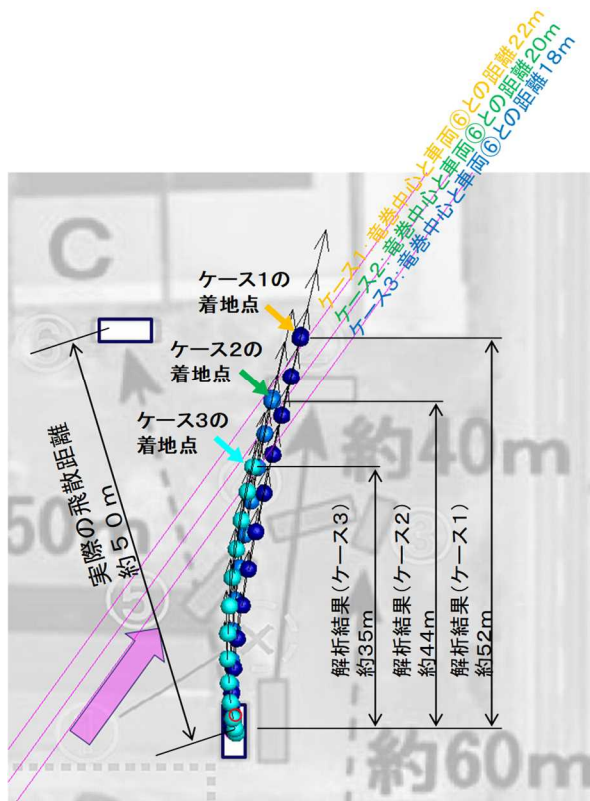 ケース1：竜巻中心と車両⑥との距離22m
ケース2：竜巻中心と車両⑥との距離20m
ケース3：竜巻中心と車両⑥との距離18m
C
ケース1の
着地点
ケース2の
着地点
ケース3の
着地点
実際の飛散距離
約50m
50m
約40m
解析結果（ケース3）
約35m
解析結果（ケース2）
約44m
解析結果（ケース1）
約52m
約60m